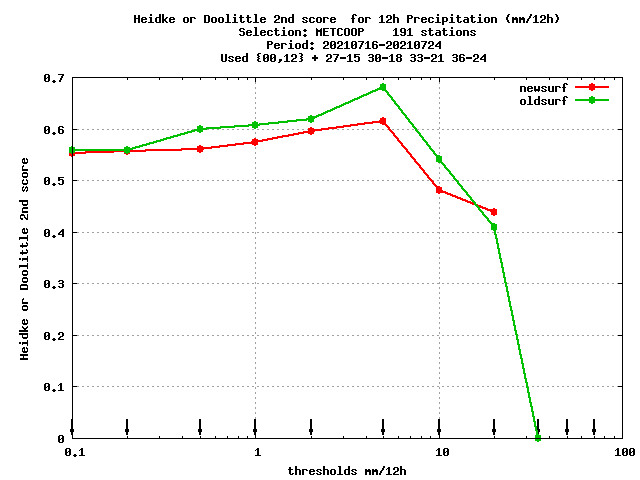 Heidke or Doolittle 2nd score  for 12h Precipitation (mm/12h)
Selection: METCOOP    191 stations
Period: 20210716-20210724
Used {00,12} + 27-15 30-18 33-21 36-24
newsurf
oldsurf
Heidke or Doolittle 2nd score
0.7
0.6
0.5
0.4
0.3
0.2
0.1
0
0.1 1 10 100
thresholds mm/12h